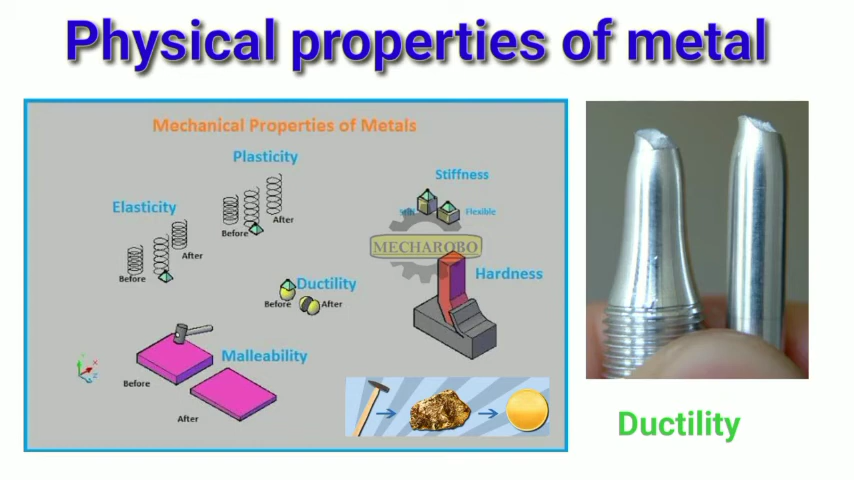 Physical properties of metal
Mechanical Properties of Metals
Plasticity
Before
After
Stiffness
Flexible
Elasticity
Before
After
MECHAROBO
Hardness
Ductility
Before
After
Malleability
Before
After
Ductility